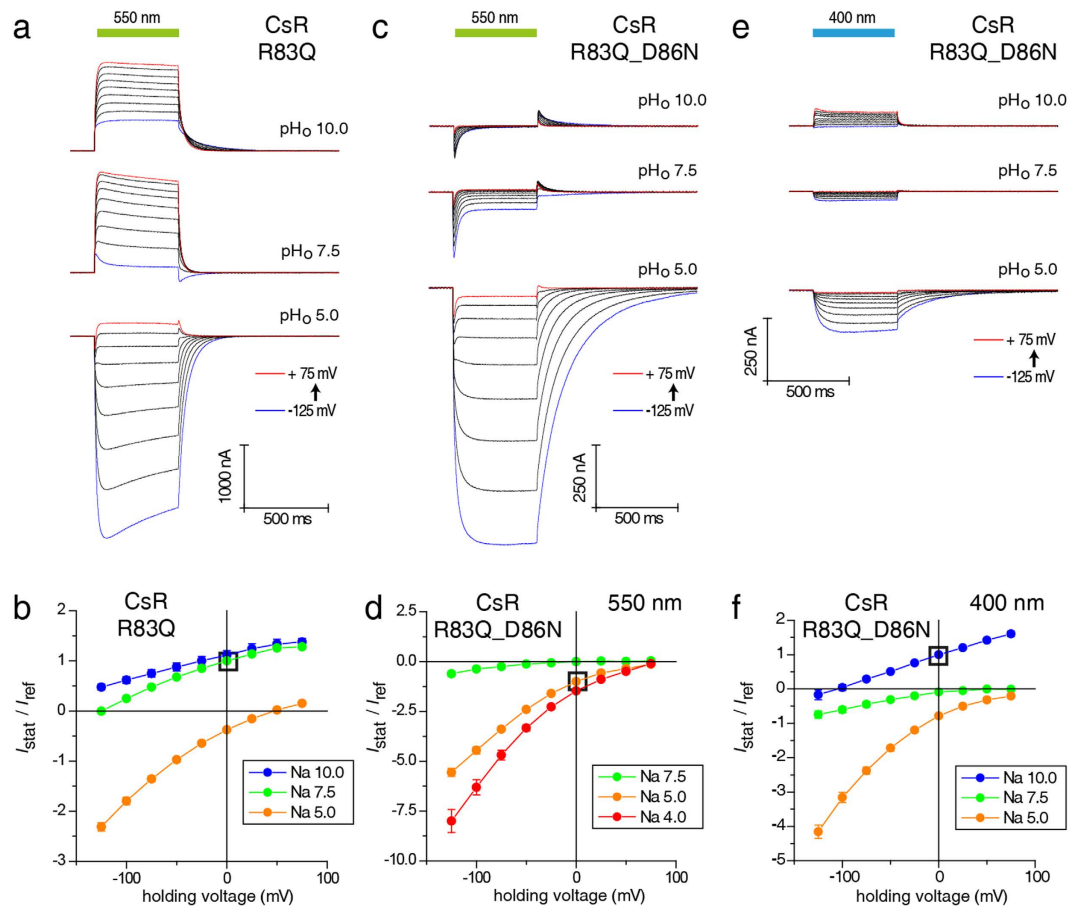 a
550 nm
CsR
R83Q
pHo 10.0
pHo 7.5
pHo 5.0
+ 75 mV
-125 mV
1000 nA
500 ms
c
550 nm
CsR
R83Q_D86N
pHo 10.0
pHo 7.5
pHo 5.0
+ 75 mV
-125 mV
250 nA
500 ms
e
400 nm
CsR
R83Q_D86N
pHo 10.0
pHo 7.5
pHo 5.0
250 nA
500 ms
+ 75 mV
-125 mV
b
CsR
R83Q
2
1
0
-1
-2
-3
Istat / Iref
Na 10.0
Na 7.5
Na 5.0
-100 0 100
holding voltage (mV)
d
CsR
R83Q_D86N
550 nm
2.5
0.0
-2.5
-5.0
-7.5
-10.0
Istat / Iref
Na 7.5
Na 5.0
Na 4.0
-100 0 100
holding voltage (mV)
f
CsR
R83Q_D86N
400 nm
2
1
0
-1
-2
-3
-4
-5
Istat / Iref
Na 10.0
Na 7.5
Na 5.0
-100 0 100
holding voltage (mV)